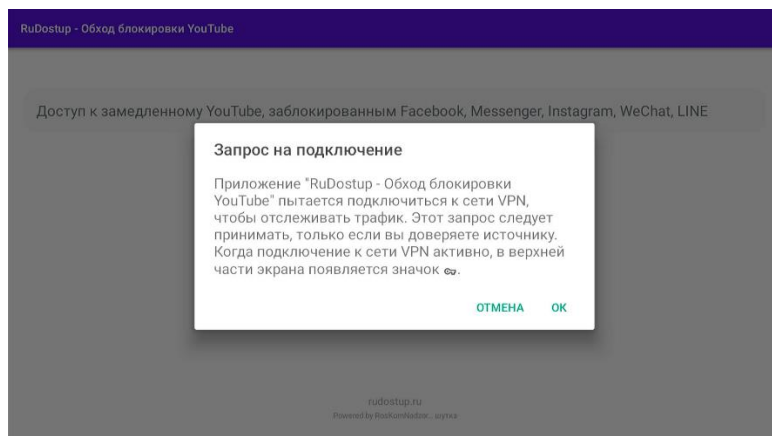 RuDostup - Обход блокировки YouTube
Доступ к замедленному YouTube, заблокированным Facebook, Messenger, Instagram, WeChat, LINE
Запрос на подключение
Приложение "RuDostup - Обход блокировки
YouTube" пытается подключиться к сети VPN,
чтобы отслеживать трафик. Этот запрос следует
принимать, только если вы доверяете источнику.
Когда подключение к сети VPN активно, в верхней
части экрана появляется значок .
ОТМЕНА ОК
rudostup.ru
Powered by RosKomNadzor... шутка